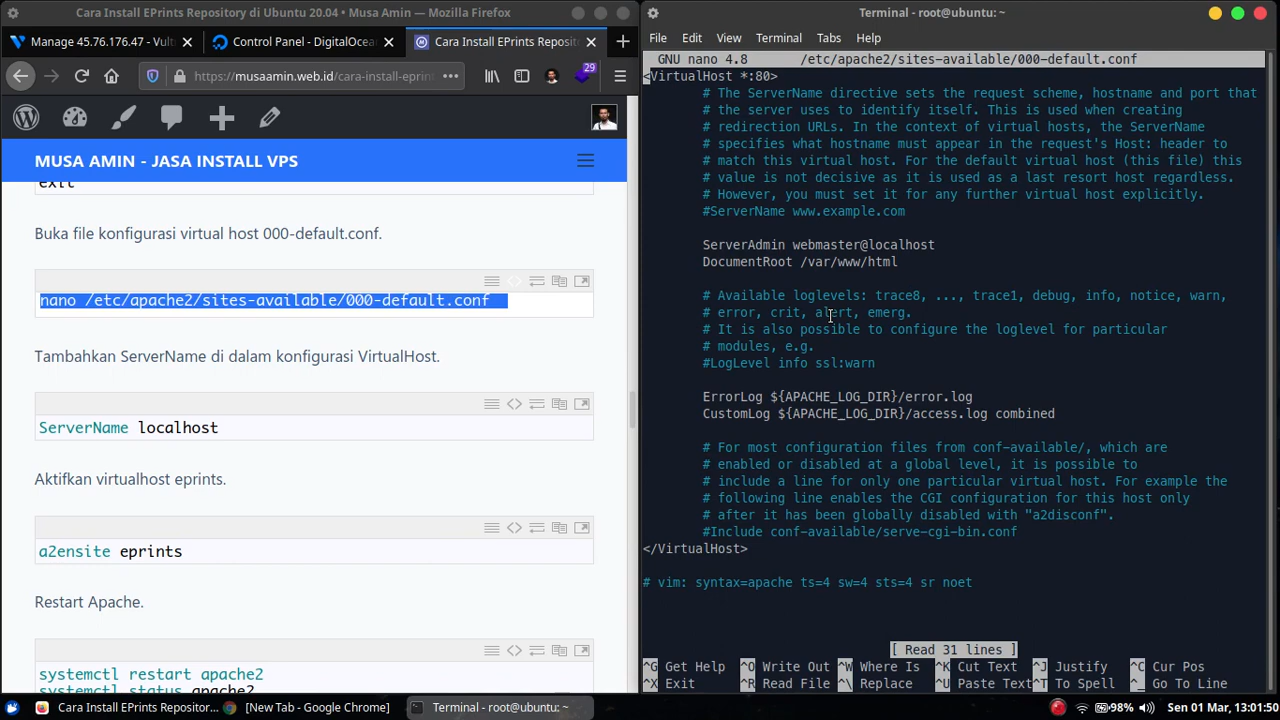 Cara Install EPrints Repository di Ubuntu 20.04 • Musa Amin — Mozilla Firefox
Manage 45.76.176.47 - Vult
Control Panel - DigitalOcea
Cara Install EPrints Reposit
https://musaamin.web.id/cara-install-eprin
29
MUSA AMIN - JASA INSTALL VPS
exit
Buka file konfigurasi virtual host 000-default.conf.
nano /etc/apache2/sites-available/000-default.conf
Tambahkan ServerName di dalam konfigurasi VirtualHost.
ServerName localhost
Aktifkan virtualhost eprints.
a2ensite eprints
Restart Apache.
systemctl restart apache2
systemctl status apache2
Terminal - root@ubuntu: ~
File Edit View Terminal Tabs Help
GNU nano 4.8 /etc/apache2/sites-available/000-default.conf
<VirtualHost *:80>
# The ServerName directive sets the request scheme, hostname and port that
# the server uses to identify itself. This is used when creating
# redirection URLs. In the context of virtual hosts, the ServerName
# specifies what hostname must appear in the request's Host: header to
# match this virtual host. For the default virtual host (this file) this
# value is not decisive as it is used as a last resort host regardless.
# However, you must set it for any further virtual host explicitly.
#ServerName www.example.com
ServerAdmin webmaster@localhost
DocumentRoot /var/www/html
# Available loglevels: trace8, ..., trace1, debug, info, notice, warn,
# error, crit, alert, emerg.
# It is also possible to configure the loglevel for particular
# modules, e.g.
#LogLevel info ssl:warn
ErrorLog ${APACHE_LOG_DIR}/error.log
CustomLog ${APACHE_LOG_DIR}/access.log combined
# For most configuration files from conf-available/, which are
# enabled or disabled at a global level, it is possible to
# include a line for only one particular virtual host. For example the
# following line enables the CGI configuration for this host only
# after it has been globally disabled with "a2disconf".
#Include conf-available/serve-cgi-bin.conf
</VirtualHost>
# vim: syntax=apache ts=4 sw=4 sts=4 sr noet
[ Read 31 lines ]
^G Get Help ^O Write Out ^W Where Is ^K Cut Text ^J Justify ^C Cur Pos
^X Exit ^R Read File ^\ Replace ^U Paste Text ^T To Spell ^_ Go To Line
Cara Install EPrints Repositor...
[New Tab - Google Chrome]
Terminal - root@ubuntu: ~
98%
Sen 01 Mar, 13:01:50